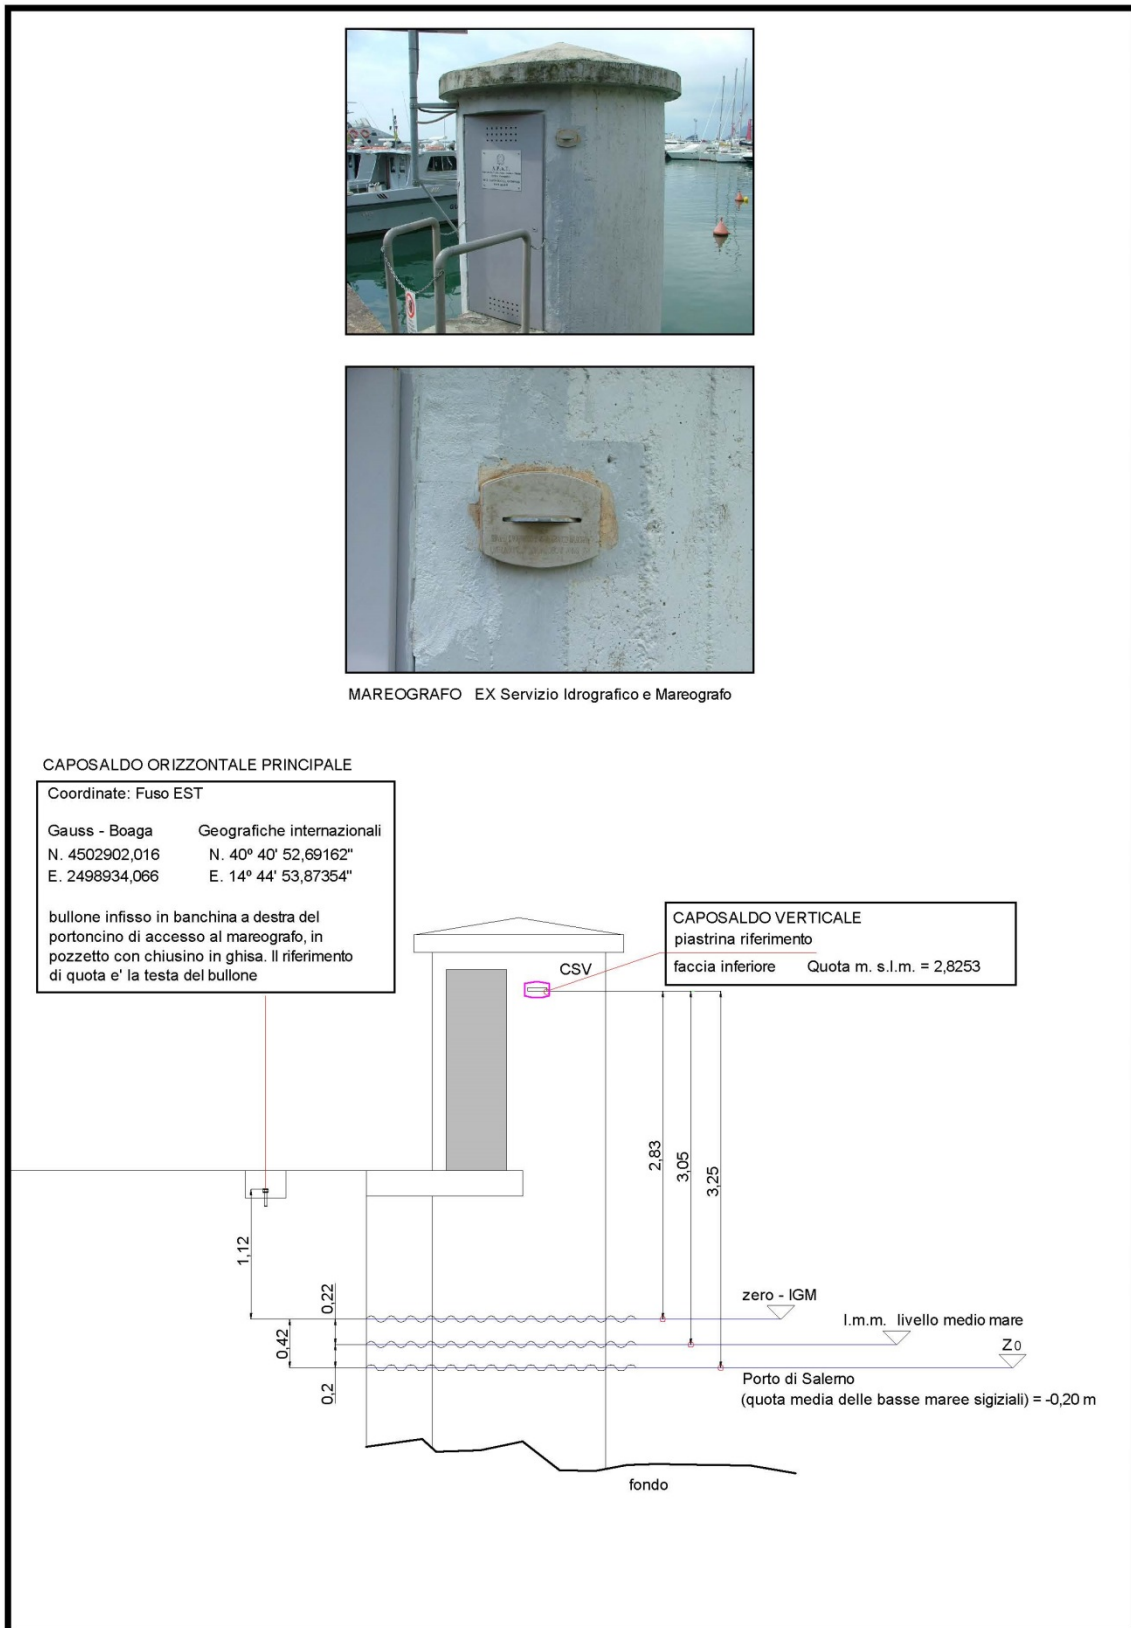 I.P.A.T.
MAREOGRAFO EX Servizio Idrografico e Mareografo
CAPOSALDO ORIZZONTALE PRINCIPALE
Coordinate: Fuso EST
Gauss - Boaga Geografiche internazionali
N. 4502902,016 N. 40º 40' 52,69162"
E. 2498934,066 E. 14º 44' 53,87354"
bullone infisso in banchina a destra del
portoncino di accesso al mareografo, in
pozzetto con chiusino in ghisa. Il riferimento
di quota e' la testa del bullone
CAPOSALDO VERTICALE
piastrina riferimento
faccia inferiore Quota m. s.l.m. = 2,8253
CSV
2,83
3,05
3,25
1,12
0,22
0,42
0,2
zero - IGM
l.m.m. livello medio mare
Z0
Porto di Salerno
(quota media delle basse maree sigiziali) = -0,20 m
fondo